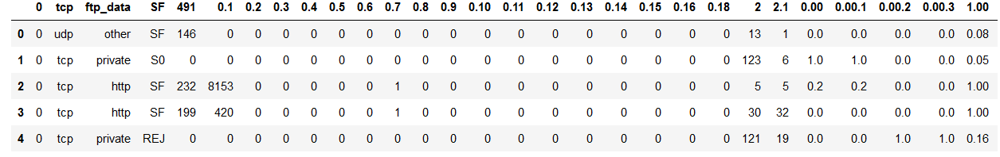 0 tcp ftp_data SF 491 0.1 0.2 0.3 0.4 0.5 0.6 0.7 0.8 0.9 0.10 0.11 0.12 0.13 0.14 0.15 0.16 0.18 2 2.1 0.00 0.00.1 0.00.2 0.00.3 1.00
0 0 udp other SF 146 0 0 0 0 0 0 0 0 0 0 0 0 0 0 0 0 0 13 1 0.0 0.0 0.0 0.0 0.08
1 0 tcp private S0 0 0 0 0 0 0 0 0 0 0 0 0 0 0 0 0 0 0 123 6 1.0 1.0 0.0 0.0 0.05
2 0 tcp http SF 232 8153 0 0 0 0 0 1 0 0 0 0 0 0 0 0 0 0 5 5 0.2 0.2 0.0 0.0 1.00
3 0 tcp http SF 199 420 0 0 0 0 0 1 0 0 0 0 0 0 0 0 0 0 30 32 0.0 0.0 0.0 0.0 1.00
4 0 tcp private REJ 0 0 0 0 0 0 0 0 0 0 0 0 0 0 0 0 0 0 121 19 0.0 0.0 1.0 1.0 0.16